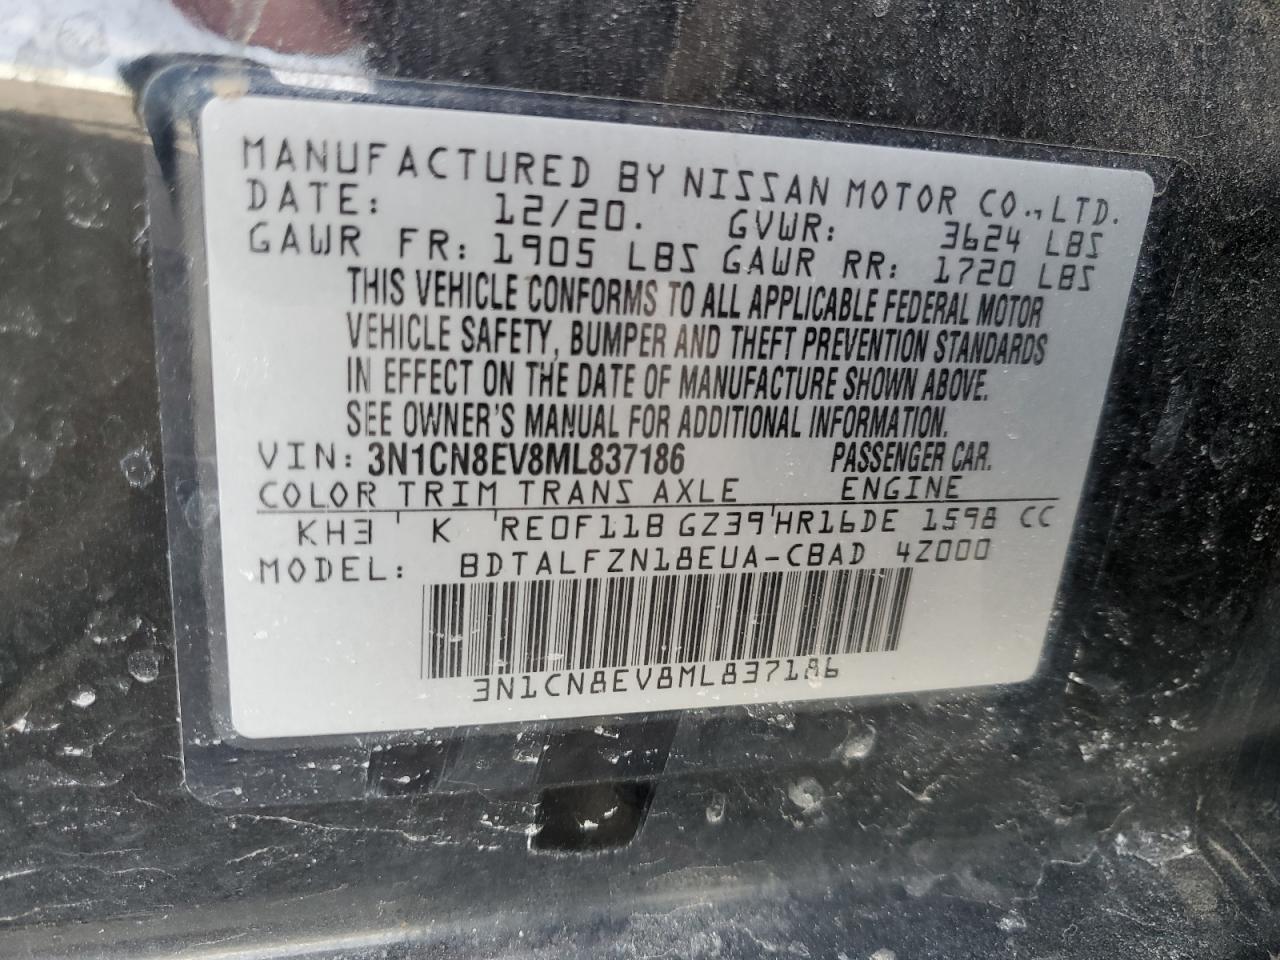 MANUFACTURED BY NISSAN MOTOR CO., LTD.
DATE: 12/20. GVWR: 3624 LBS
GAWR FR: 1905 LBS GAWR RR: 1720 LBS
THIS VEHICLE CONFORMS TO ALL APPLICABLE FEDERAL MOTOR
VEHICLE SAFETY, BUMPER AND THEFT PREVENTION STANDARDS
IN EFFECT ON THE DATE OF MANUFACTURE SHOWN ABOVE.
SEE OWNER'S MANUAL FOR ADDITIONAL INFORMATION.
VIN: 3N1CN8EV8ML837186 PASSENGER CAR.
COLOR TRIM TRANS AXLE ENGINE
KH3 K RE0F11B GZ39 HR16DE 1598 CC
MODEL: BDTALFZN18EUA-CBAD 4Z000
3N1CN8EV8ML837186